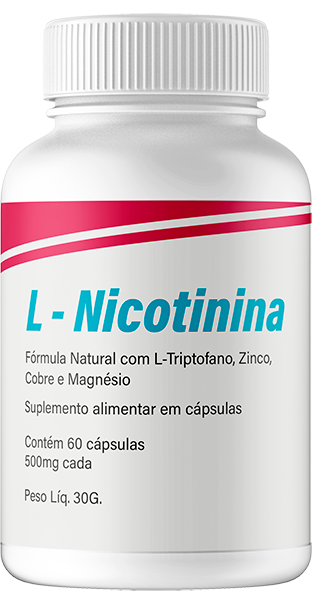 L - Nicotinina
Fórmula Natural com L-Triptofano, Zinco,
Cobre e Magnésio
Suplemento alimentar em cápsulas
Contém 60 cápsulas
500mg cada
Peso Líq. 30G.